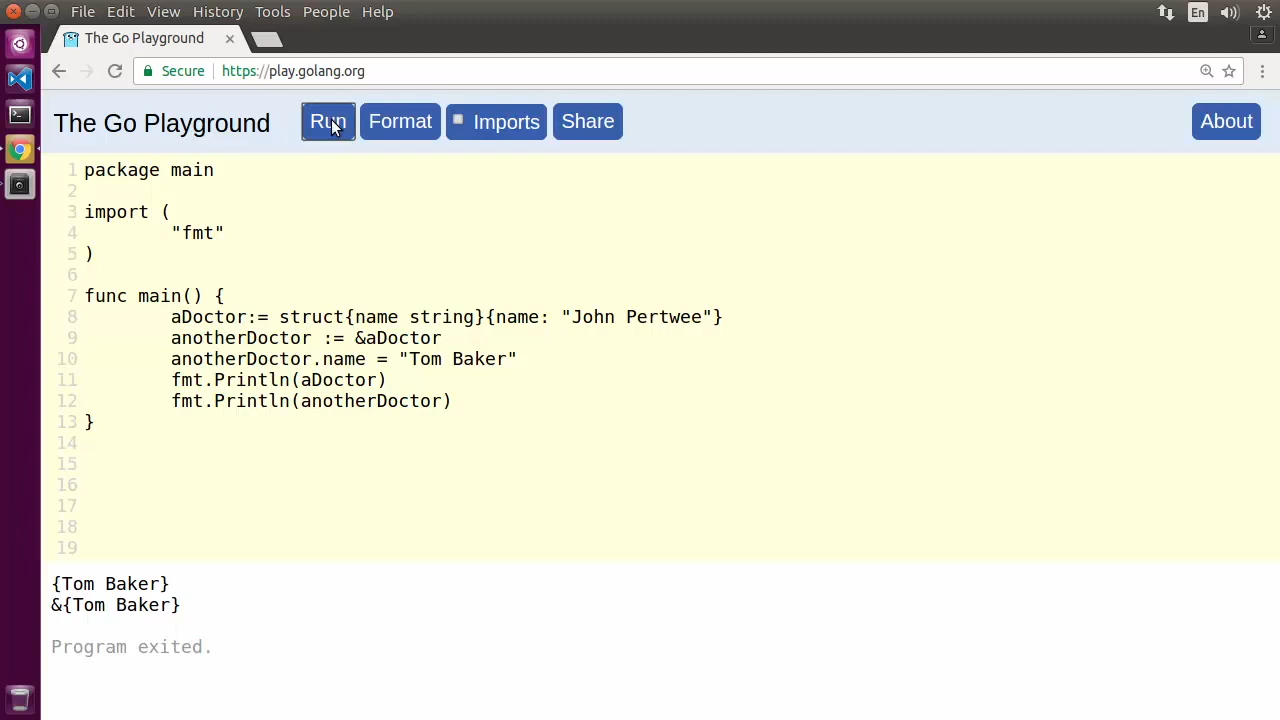 File Edit View History Tools People Help
En
The Go Playground
Secure https://play.golang.org
The Go Playground Run Format Imports Share About
1 package main
2
3 import (
4 "fmt"
5 )
6
7 func main() {
8 aDoctor:= struct{name string}{name: "John Pertwee"}
9 anotherDoctor := &aDoctor
10 anotherDoctor.name = "Tom Baker"
11 fmt.Println(aDoctor)
12 fmt.Println(anotherDoctor)
13 }
14
15
16
17
18
19
{Tom Baker}
&{Tom Baker}
Program exited.